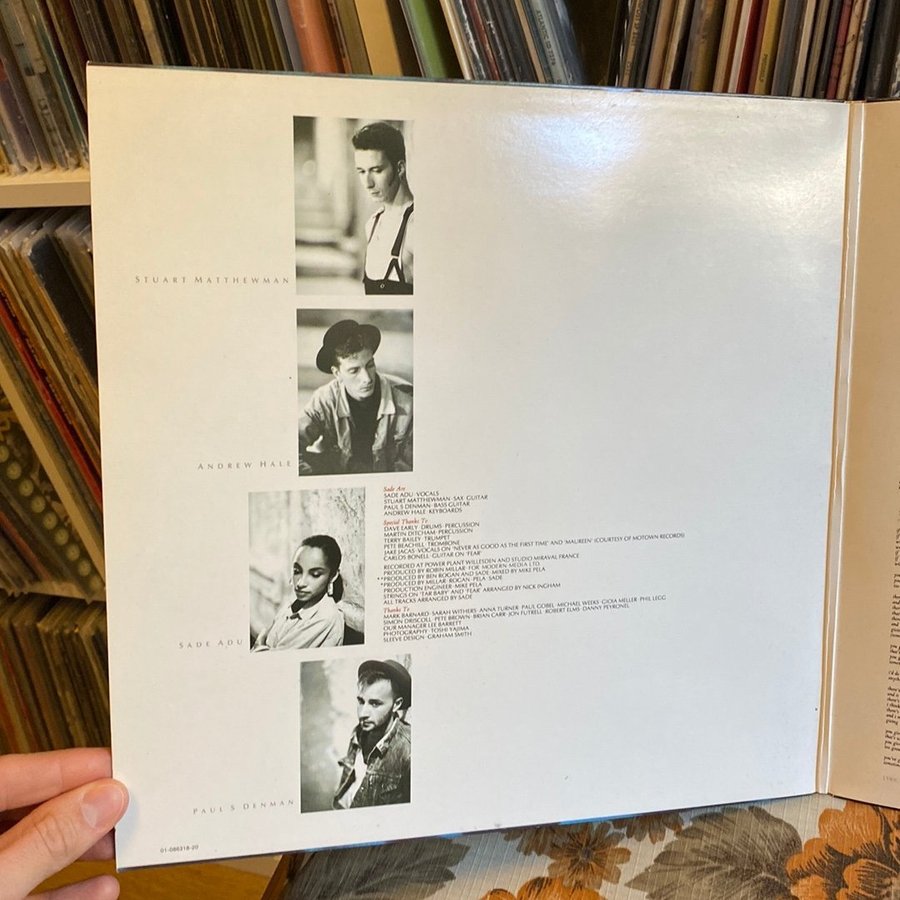 STUART MATTHEWMAN
ANDREW HALE
Sade Are
SADE ADU · VOCALS
STUART MATTHEWMAN · SAX · GUITAR
PAUL S DENMAN · BASS GUITAR
ANDREW HALE · KEYBOARDS
Special Thanks To
DAVE EARLY · DRUMS · PERCUSSION
MARTIN DITCHAM · PERCUSSION
TERRY BAILEY · TRUMPET
PETE BEACHILL · TROMBONE
JAKE JACAS · VOCALS ON 'NEVER AS GOOD AS THE FIRST TIME' AND 'MAUREEN' (COURTESY OF MOTOWN RECORDS)
CARLOS BONELL · GUITAR ON 'FEAR'
RECORDED AT POWER PLANT WILLESDEN AND STUDIO MIRAVAL FRANCE
PRODUCED BY ROBIN MILLAR · FOR MODERN MEDIA LTD.
**PRODUCED BY BEN ROGAN AND SADE · MIXED BY MIKE PELA
*PRODUCED BY MILLAR · ROGAN · PELA · SADE
PRODUCTION ENGINEER · MIKE PELA
STRINGS ON 'TAR BABY' AND 'FEAR' ARRANGED BY NICK INGHAM
ALL TRACKS ARRANGED BY SADE
Thanks To
MARK BARNARD · SARAH WITHERS · ANNA TURNER · PAUL GOBEL · MICHAEL WEEKS · GIOIA MELLER · PHIL LEGG
SIMON DRISCOLL · PETE BROWN · BRIAN CARR · JON FUTRELL · ROBERT ELMS · DANNY PEYRONEL
OUR MANAGER LEE BARRETT
PHOTOGRAPHY · TOSHI YAJIMA
SLEEVE DESIGN · GRAHAM SMITH
SADE ADU
PAUL S DENMAN
01-086318-20